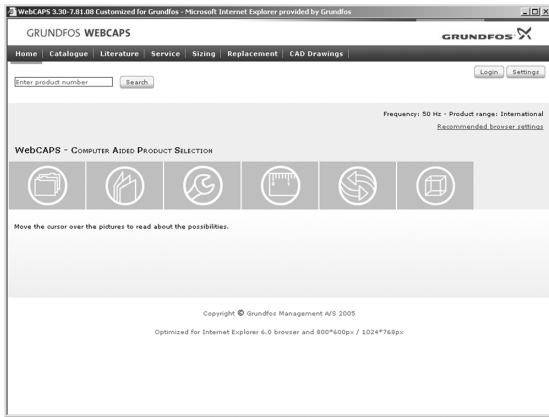 WebCAPS 3.30-7.81.08 Customized for Grundfos - Microsoft Internet Explorer provided by Grundfos
GRUNDFOS WEBCAPS
GRUNDFOS
Home Catalogue Literature Service Sizing Replacement CAD Drawings
Login Settings
Enter product number Search
Frequency: 50 Hz - Product range: International
Recommended browser settings
WebCAPS - Computer Aided Product Selection
Move the cursor over the pictures to read about the possibilities.
Copyright © Grundfos Management A/S 2005
Optimized for Internet Explorer 6.0 browser and 800*600px / 1024*768px